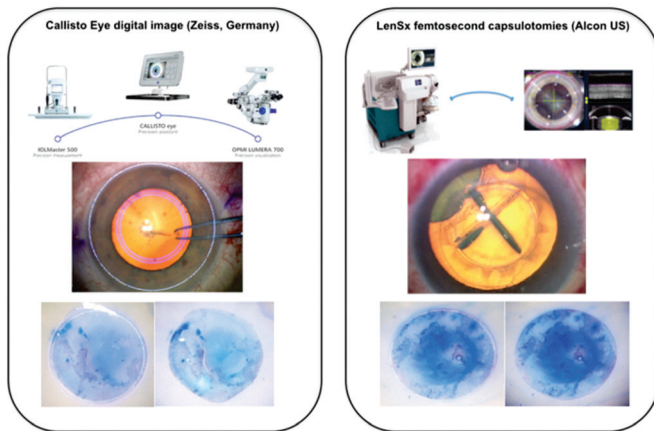 Callisto Eye digital image (Zeiss, Germany)
CALLISTO eye
Precision assistant
IOLMaster 500
Precision measurement
OPMI LUMERA 700
Precision visualization
LenSx femtosecond capsulotomies (Alcon US)